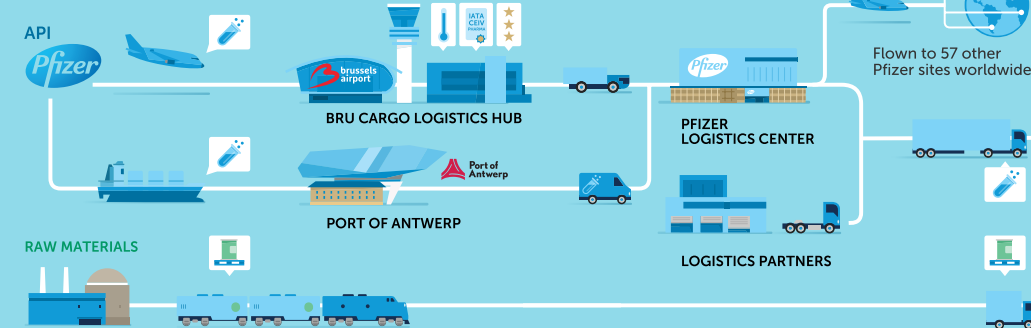 API
Pfizer
IATA
CEIV
PHARMA
brussels
airport
BRU CARGO LOGISTICS HUB
Pfizer
PFIZER
LOGISTICS CENTER
Flown to 57 other
Pfizer sites worldwide
Port of
Antwerp
PORT OF ANTWERP
LOGISTICS PARTNERS
RAW MATERIALS